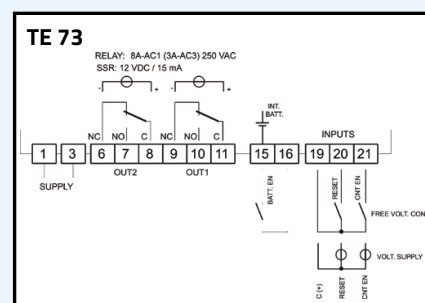 TE 73
RELAY: 8A-AC1 (3A-AC3) 250 VAC
SSR: 12 VDC / 15 mA
- + - +
INT.
BATT.
NC NO C NC NO C
INPUTS
1 3 6 7 8 9 10 11 15 16 19 20 21
SUPPLY
OUT2 OUT1
BATT. EN
RESET
CNT EN
FREE VOLT. CON
VOLT. SUPPLY
C (+)
RESET
CNT EN